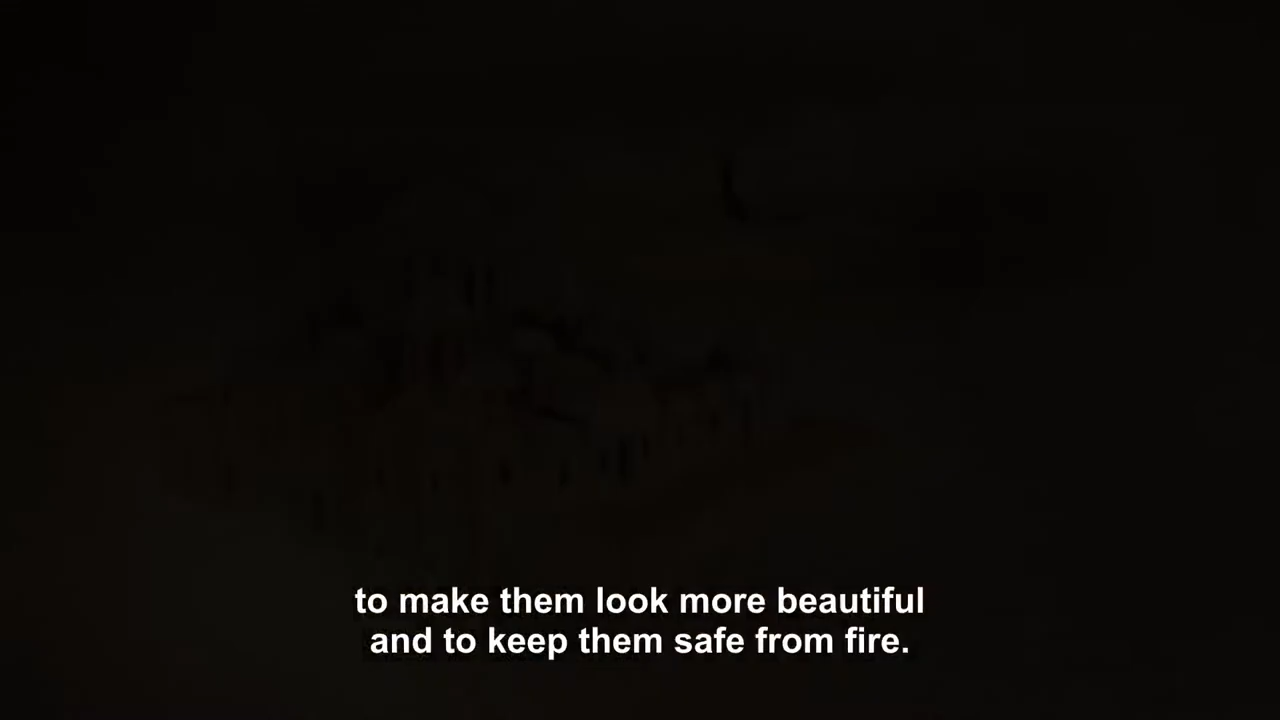 to make them look more beautiful
and to keep them safe from fire.